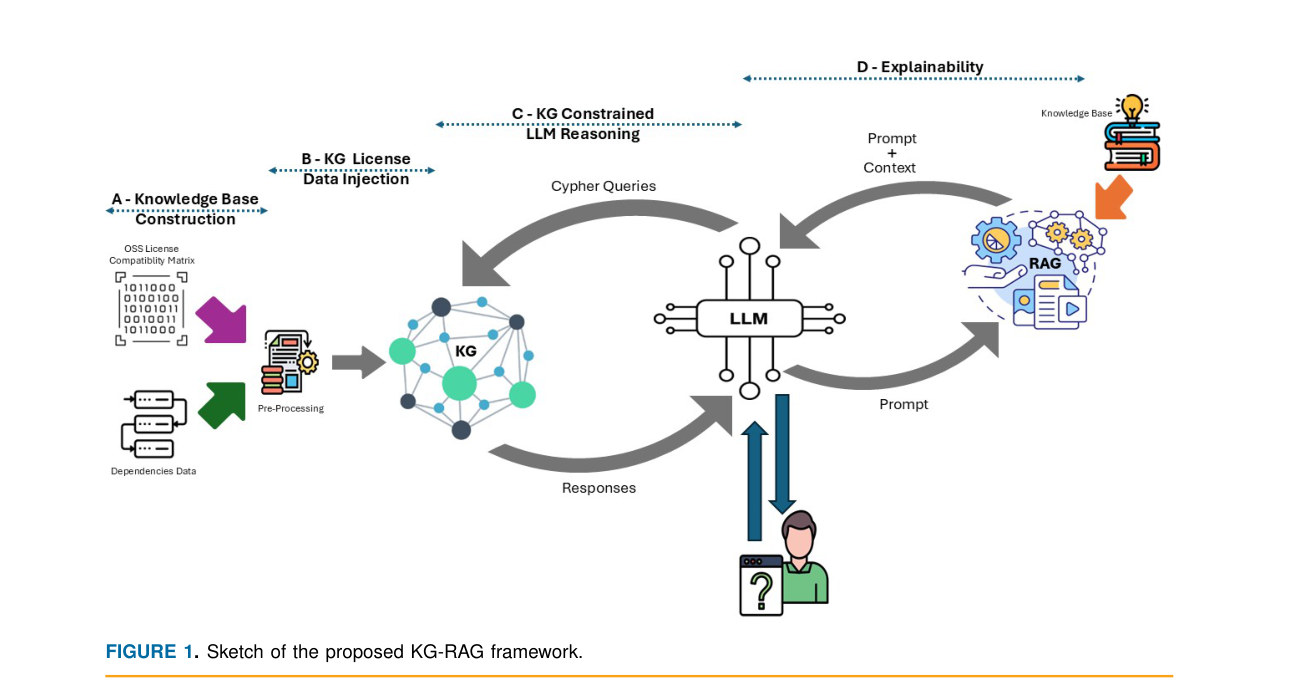 D - Explainability
Knowledge Base
C - KG Constrained
LLM Reasoning
Prompt
+
Context
B - KG License
Data Injection
Cypher Queries
A - Knowledge Base
Construction
OSS License
Compatiblity Matrix
1011000
0100100
10101011
0010011
1011000
RAG
LLM
KG
Pre-Processing
Prompt
Dependencies Data
Responses
?
FIGURE 1. Sketch of the proposed KG-RAG framework.